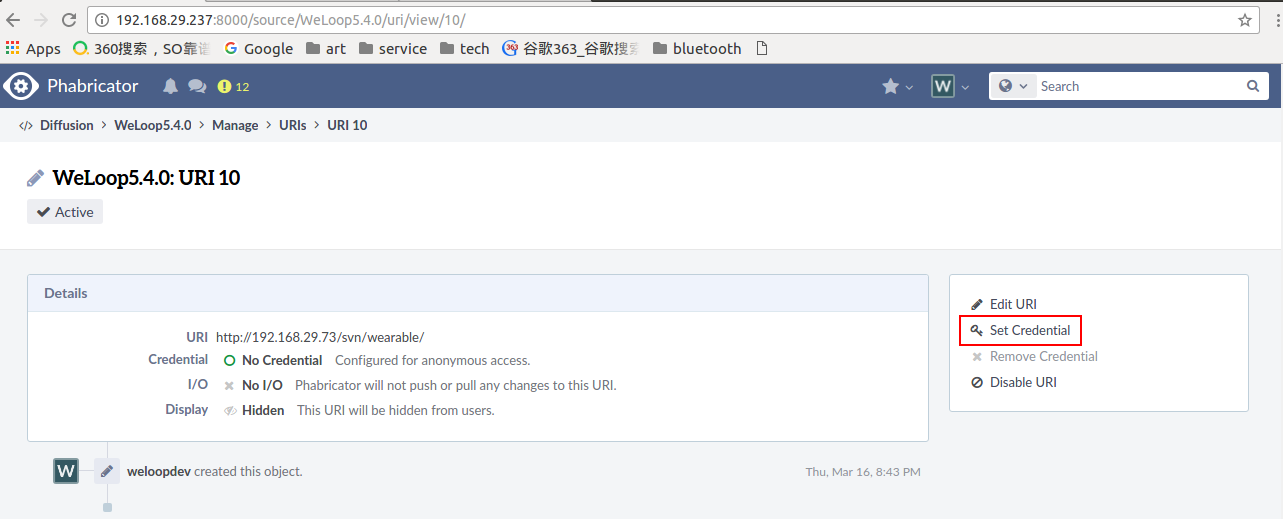 192.168.29.237:8000/source/WeLoop5.4.0/uri/view/10/
Apps 360搜索，SO靠谱 Google art service tech 谷歌363_谷歌搜索 bluetooth
Phabricator 12 W Search
Diffusion > WeLoop5.4.0 > Manage > URIs > URI 10
WeLoop5.4.0: URI 10
Active
Details
URI http://192.168.29.73/svn/wearable/
Credential No Credential Configured for anonymous access.
I/O No I/O Phabricator will not push or pull any changes to this URI.
Display Hidden This URI will be hidden from users.
Edit URI
Set Credential
Remove Credential
Disable URI
W weloopdev created this object. Thu, Mar 16, 8:43 PM